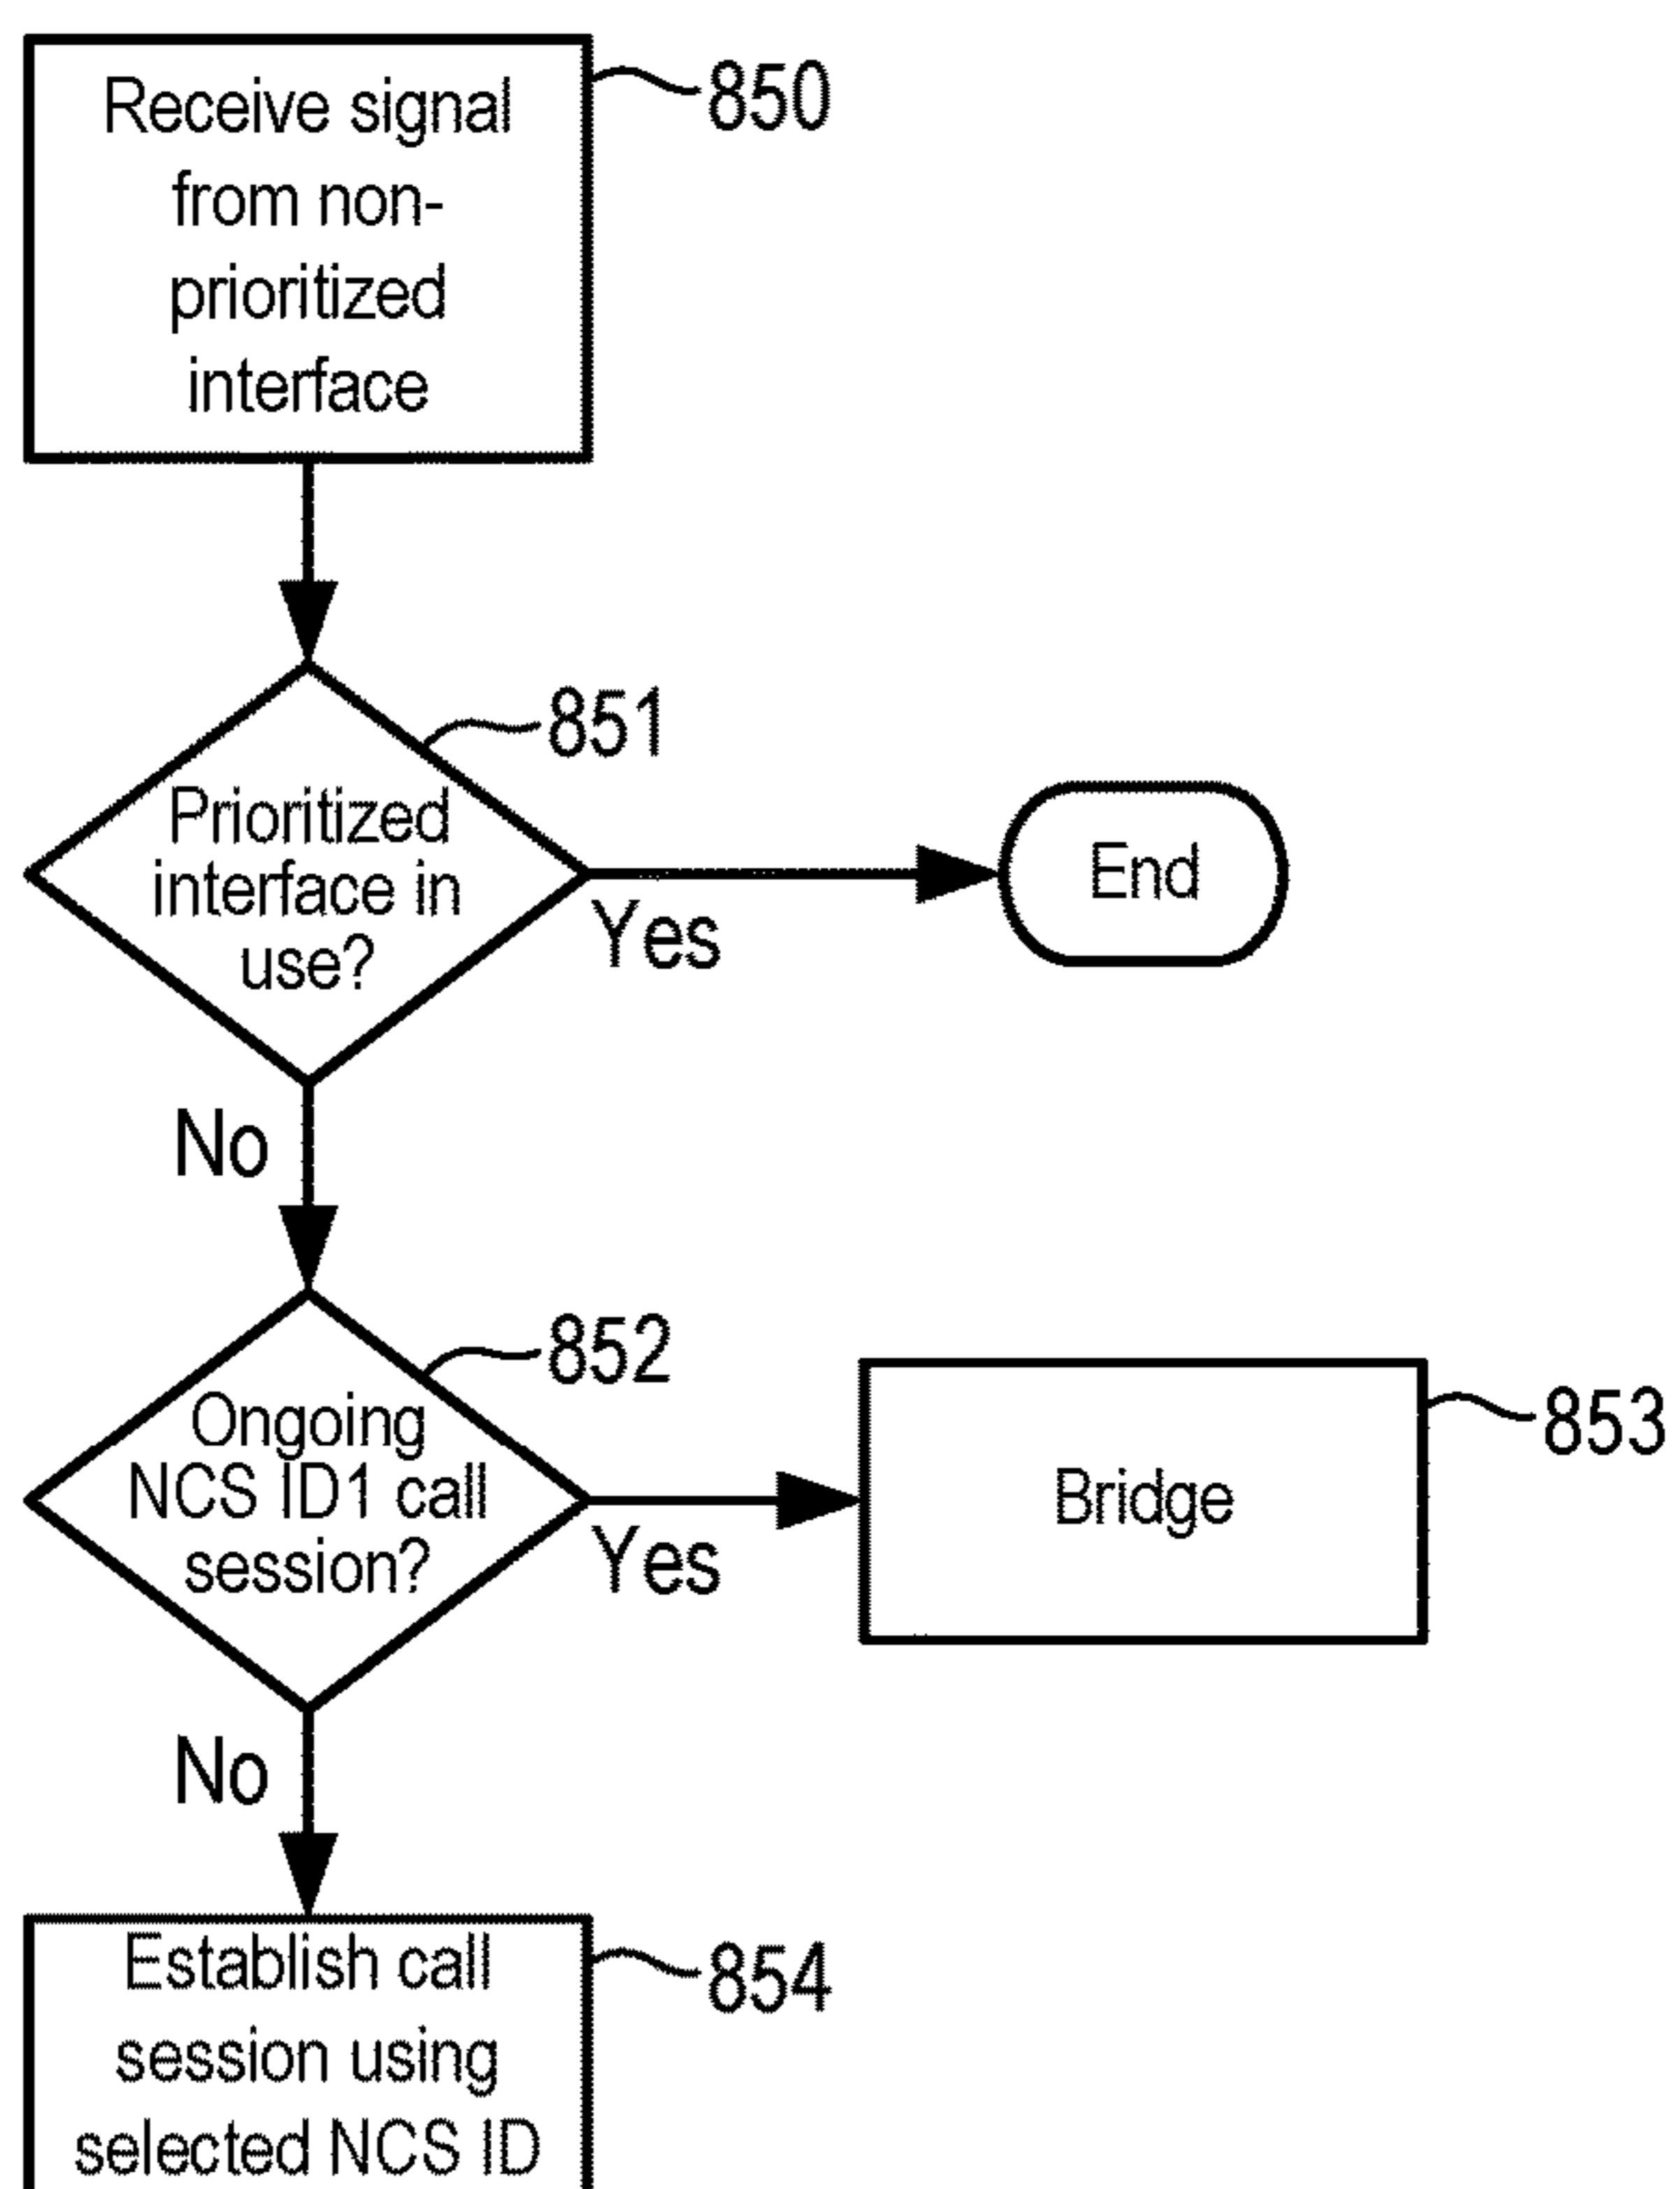 Receive signal
from non-
prioritized
interface
850
851
Prioritized
interface in
use?
Yes
End
No
852
Ongoing
NCS ID1 call
session?
Yes
Bridge
853
No
Establish call
session using
selected NCS ID
854